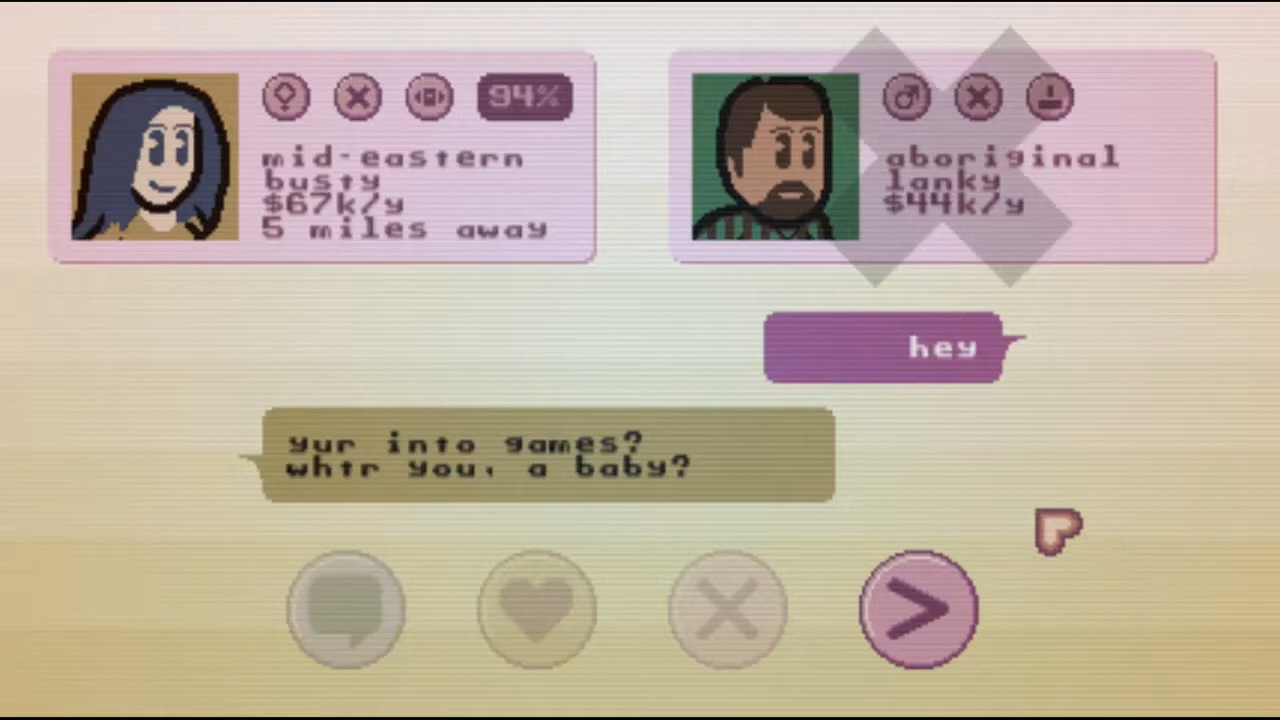 94%
mid-eastern
busty
$67k/y
5 miles away
aboriginal
lanky
$44k/y
hey
yur into games?
whtr you, a baby?